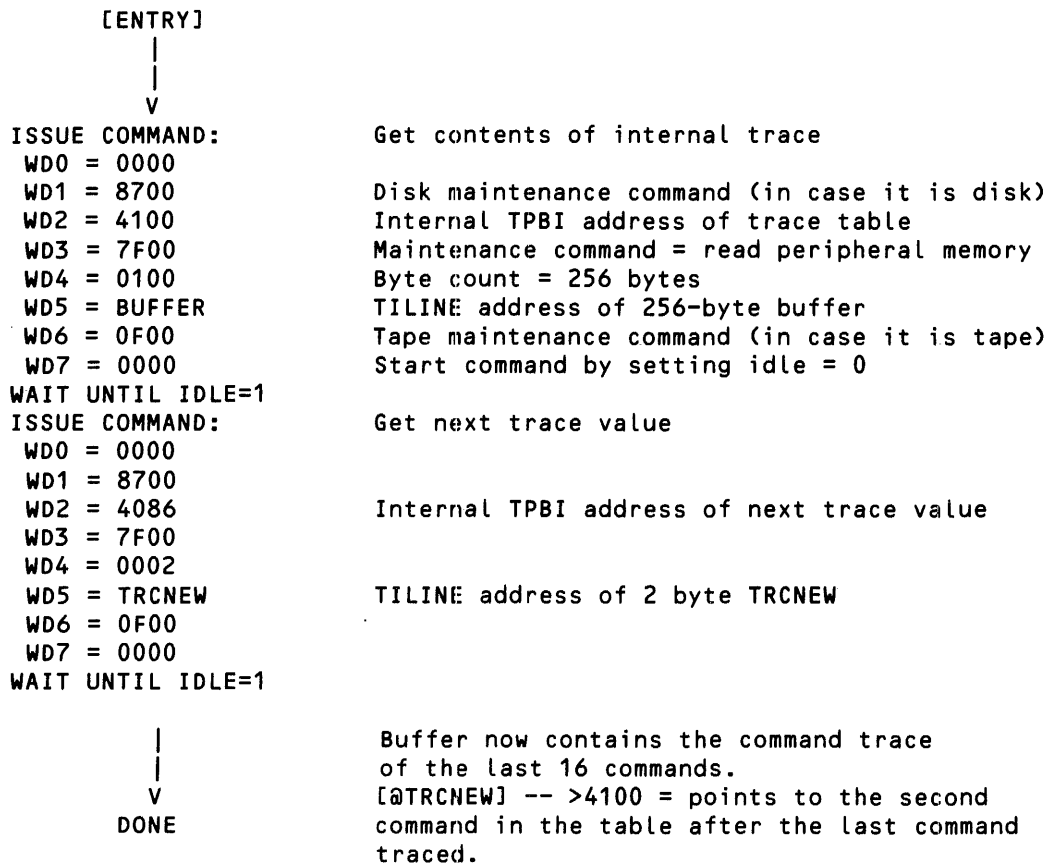 [ENTRY]
|
|
V
ISSUE COMMAND: Get contents of internal trace
WD0 = 0000
WD1 = 8700 Disk maintenance command (in case it is disk)
WD2 = 4100 Internal TPBI address of trace table
WD3 = 7F00 Maintenance command = read peripheral memory
WD4 = 0100 Byte count = 256 bytes
WD5 = BUFFER TILINE address of 256-byte buffer
WD6 = 0F00 Tape maintenance command (in case it is tape)
WD7 = 0000 Start command by setting idle = 0
WAIT UNTIL IDLE=1
ISSUE COMMAND: Get next trace value
WD0 = 0000
WD1 = 8700
WD2 = 4086 Internal TPBI address of next trace value
WD3 = 7F00
WD4 = 0002
WD5 = TRCNEW TILINE address of 2 byte TRCNEW
WD6 = 0F00
WD7 = 0000
WAIT UNTIL IDLE=1
| Buffer now contains the command trace
| of the last 16 commands.
V [@TRCNEW] -- >4100 = points to the second
DONE command in the table after the last command
traced.